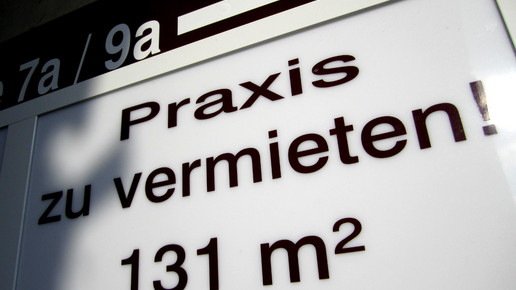 e 7a / 9a
Praxis
zu vermieten!
131 m²